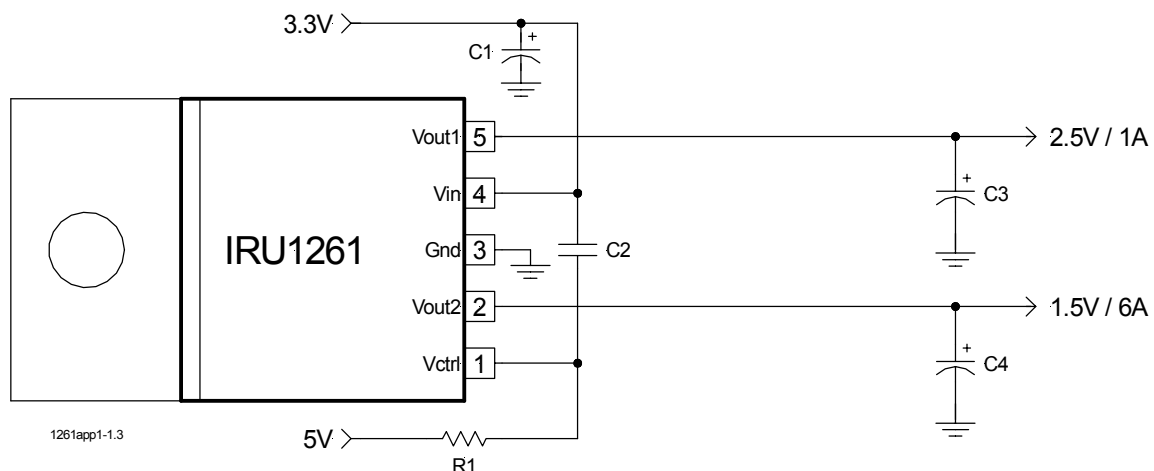 3.3V
C1
Vout1 5
2.5V / 1A
Vin 4
C3
IRU1261
Gnd 3
C2
Vout2 2
1.5V / 6A
Vctrl 1
C4
1261app1-1.3
5V
R1